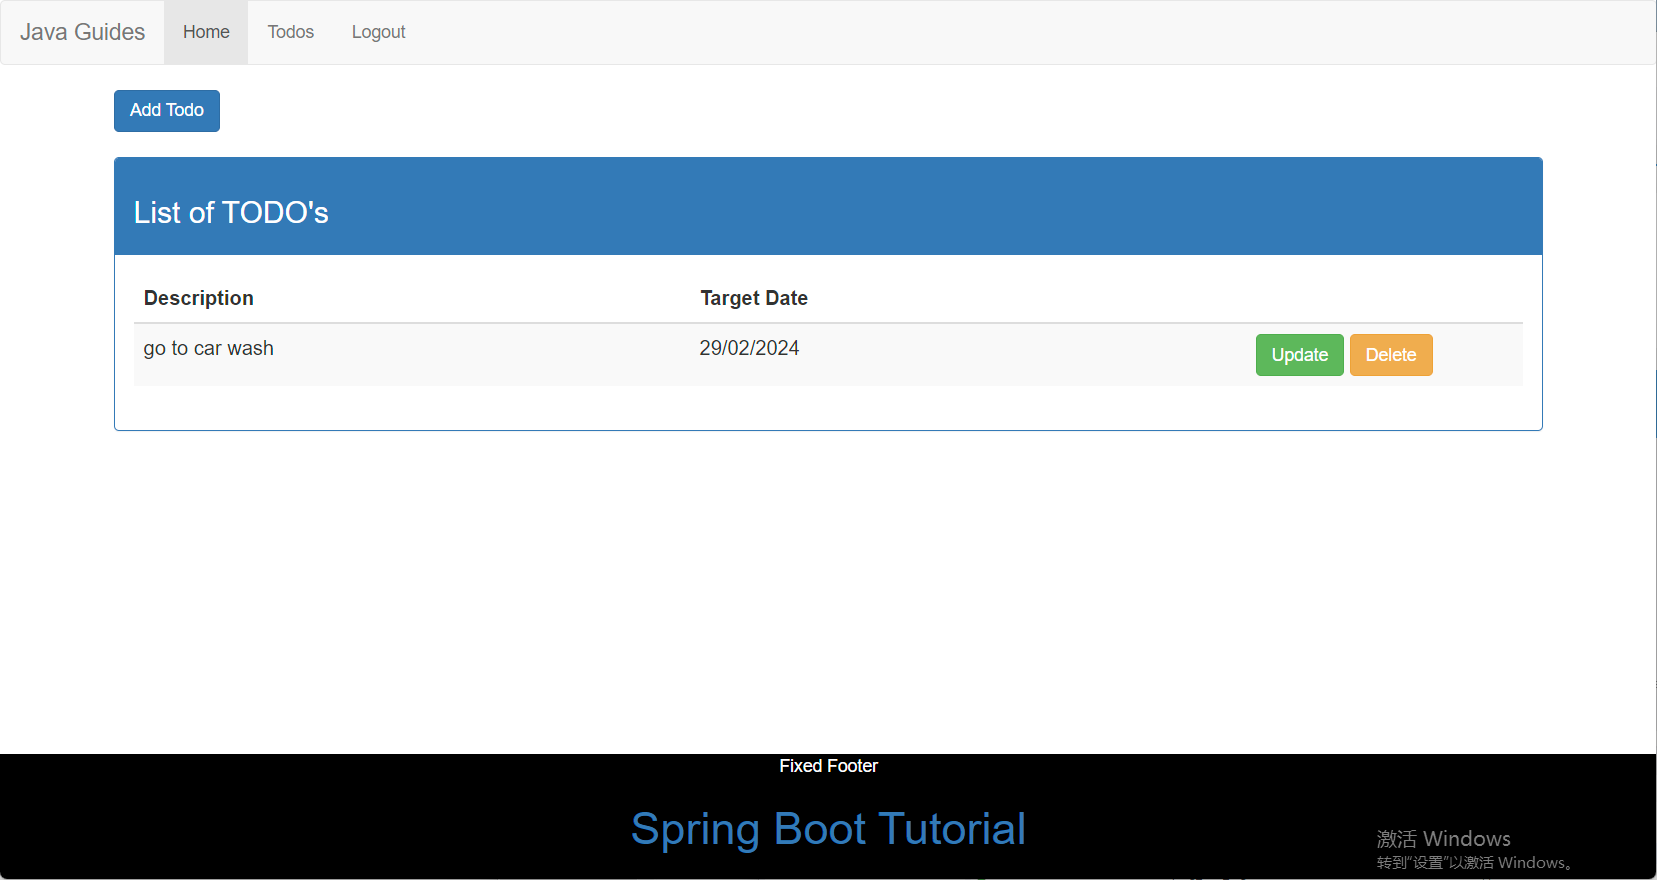 Java Guides Home Todos Logout
Add Todo
List of TODO's
Description Target Date
go to car wash 29/02/2024 Update Delete
Fixed Footer
Spring Boot Tutorial
激活 Windows
转到“设置”以激活 Windows。